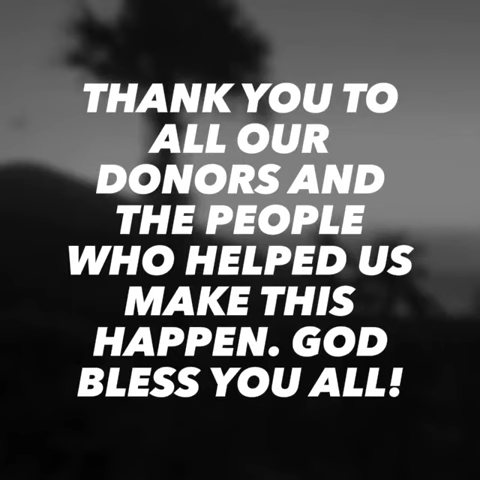 THANK YOU TO
ALL OUR
DONORS AND
THE PEOPLE
WHO HELPED US
MAKE THIS
HAPPEN. GOD
BLESS YOU ALL!